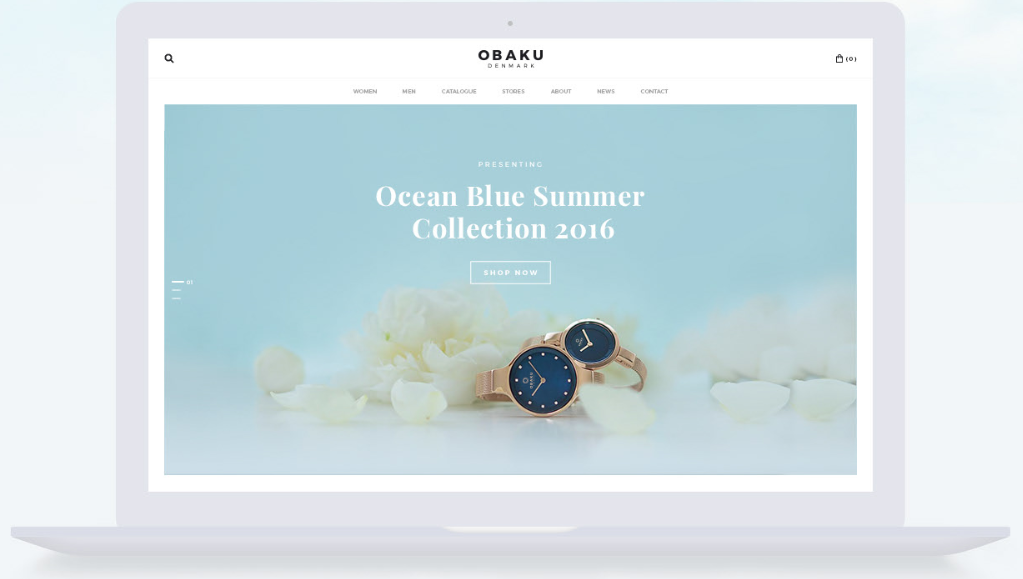 OBAKU
DENMARK
(0)
WOMEN MEN CATALOGUE STORES ABOUT NEWS CONTACT
PRESENTING
Ocean Blue Summer
Collection 2016
SHOP NOW
01
OBAKU